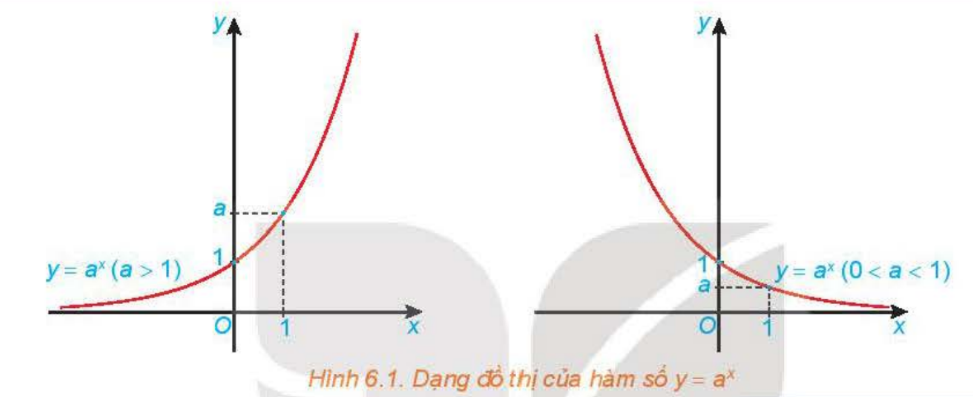 y
a
1
y = aˣ (a > 1)
O
1
x
y
1
a
y = aˣ (0 < a < 1)
O
1
x
Hình 6.1. Dạng đồ thị của hàm số y = aˣ